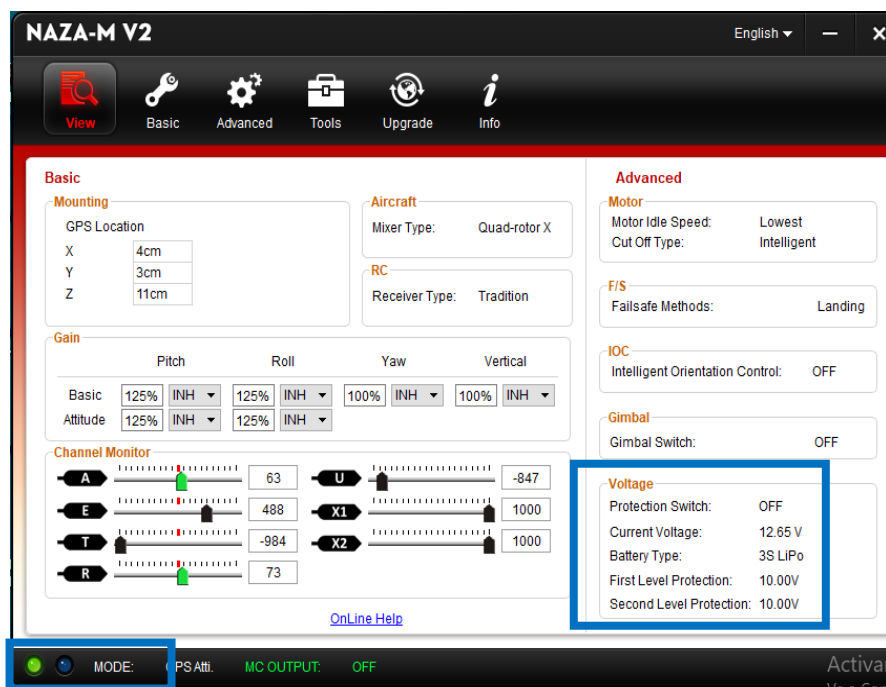 NAZA-M V2
English
View Basic Advanced Tools Upgrade Info
Basic
Mounting
GPS Location
X 4cm
Y 3cm
Z 11cm
Aircraft
Mixer Type: Quad-rotor X
RC
Receiver Type: Tradition
Gain
Pitch Roll Yaw Vertical
Basic 125% INH 125% INH 100% INH 100% INH
Attitude 125% INH 125% INH
Channel Monitor
A 63 U -847
E 488 X1 1000
T -984 X2 1000
R 73
OnLine Help
Advanced
Motor
Motor Idle Speed: Lowest
Cut Off Type: Intelligent
F/S
Failsafe Methods: Landing
IOC
Intelligent Orientation Control: OFF
Gimbal
Gimbal Switch: OFF
Voltage
Protection Switch: OFF
Current Voltage: 12.65 V
Battery Type: 3S LiPo
First Level Protection: 10.00V
Second Level Protection: 10.00V
MODE: GPS Atti. MC OUTPUT: OFF